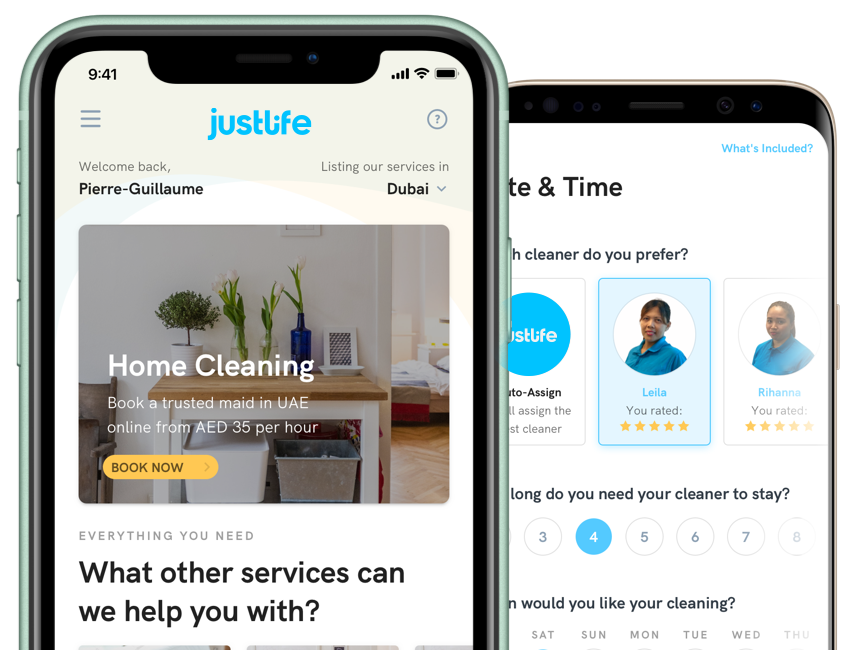 9:41
justlife
?
Welcome back,
Pierre-Guillaume
Listing our services in
Dubai
Home Cleaning
Book a trusted maid in UAE
online from AED 35 per hour
BOOK NOW
EVERYTHING YOU NEED
What other services can
we help you with?
What's Included?
te & Time
h cleaner do you prefer?
ustlife
uto-Assign
ll assign the
est cleaner
Leila
You rated:
Rihanna
You rated:
long do you need your cleaner to stay?
3 4 5 6 7 8
n would you like your cleaning?
SAT SUN MON TUE WED THU